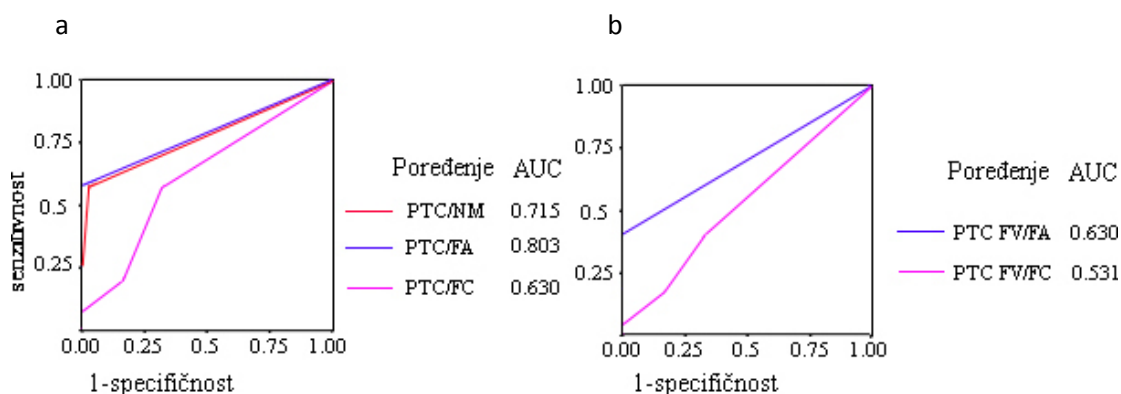 a
1.00
0.75
0.5
0.25
senzitivnost
0.00 0.25 0.5 0.75 1.00
1-specifičnost
Poređenje AUC
PTC/NM 0.715
PTC/FA 0.803
PTC/FC 0.630
b
1.00
0.75
0.5
0.25
0.00 0.25 0.5 0.75 1.00
1-specifičnost
Poređenje AUC
PTC FV/FA 0.630
PTC FV/FC 0.531